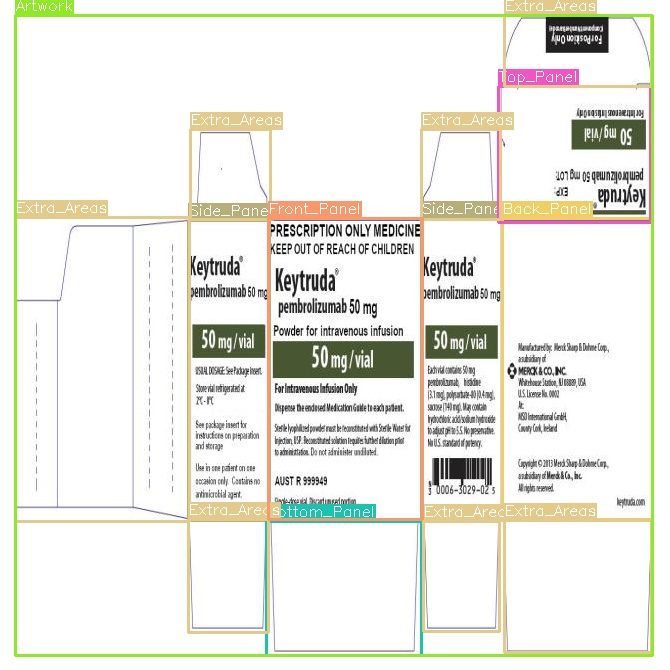 Artwork
Extra_Areas
For Position Only
Top_Panel
For Intravenous Infusion Only
50 mg/vial
pembrolizumab 50 mg LOT:
EXP:
Keytruda®
Extra_Areas
Extra_Areas
Extra_Areas
Side_Pane
Keytruda®
pembrolizumab 50 mg
50 mg/vial
USUAL DOSAGE: See Package Insert.
Store vial refrigerated at
2°C - 8°C
See package insert for
instructions on preparation
and storage
Use in one patient on one
occasion only. Contains no
antimicrobial agent.
Front_Panel
PRESCRIPTION ONLY MEDICINE
KEEP OUT OF REACH OF CHILDREN
Keytruda®
pembrolizumab 50 mg
Powder for intravenous infusion
50 mg/vial
For Intravenous Infusion Only
Dispense the enclosed Medication Guide to each patient.
Sterile lyophilized powder must be reconstituted with Sterile Water for
Injection, USP. Reconstituted solution requires further dilution prior
to administration. Do not administer undiluted.
AUST R 999949
Single-dose vial. Discard unused portion
Side_Pane
Keytruda®
pembrolizumab 50 mg
50 mg/vial
Each vial contains 50 mg
pembrolizumab, histidine
(3.1 mg), polysorbate-80 (0.4 mg),
sucrose (140 mg). May contain
hydrochloric acid/sodium hydroxide
to adjust pH to 5.5. No preservative.
No U.S. standard of potency.
3 0006-3029-02 5
Back_Panel
Manufactured by: Merck Sharp & Dohme Corp.,
a subsidiary of
MERCK & CO., INC.
Whitehouse Station, NJ 08889, USA
U.S. License No. 0002
At:
MSD International GmbH,
County Cork, Ireland
Copyright © 2013 Merck Sharp & Dohme Corp.,
a subsidiary of Merck & Co., Inc.
All rights reserved.
keytruda.com
Extra_Areas
ottom_Panel
Extra_Area
Extra_Areas